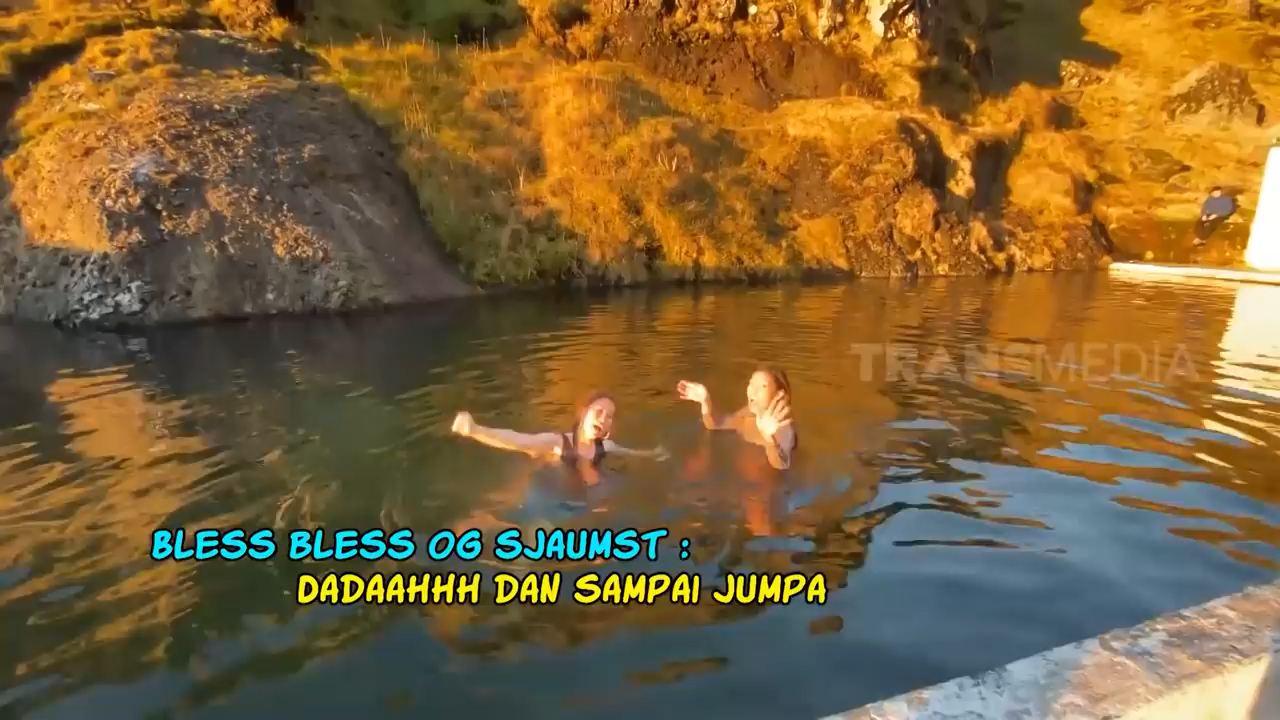 TRANSMEDIA
BLESS BLESS OG SJAUMST :
DADAAHHH DAN SAMPAI JUMPA